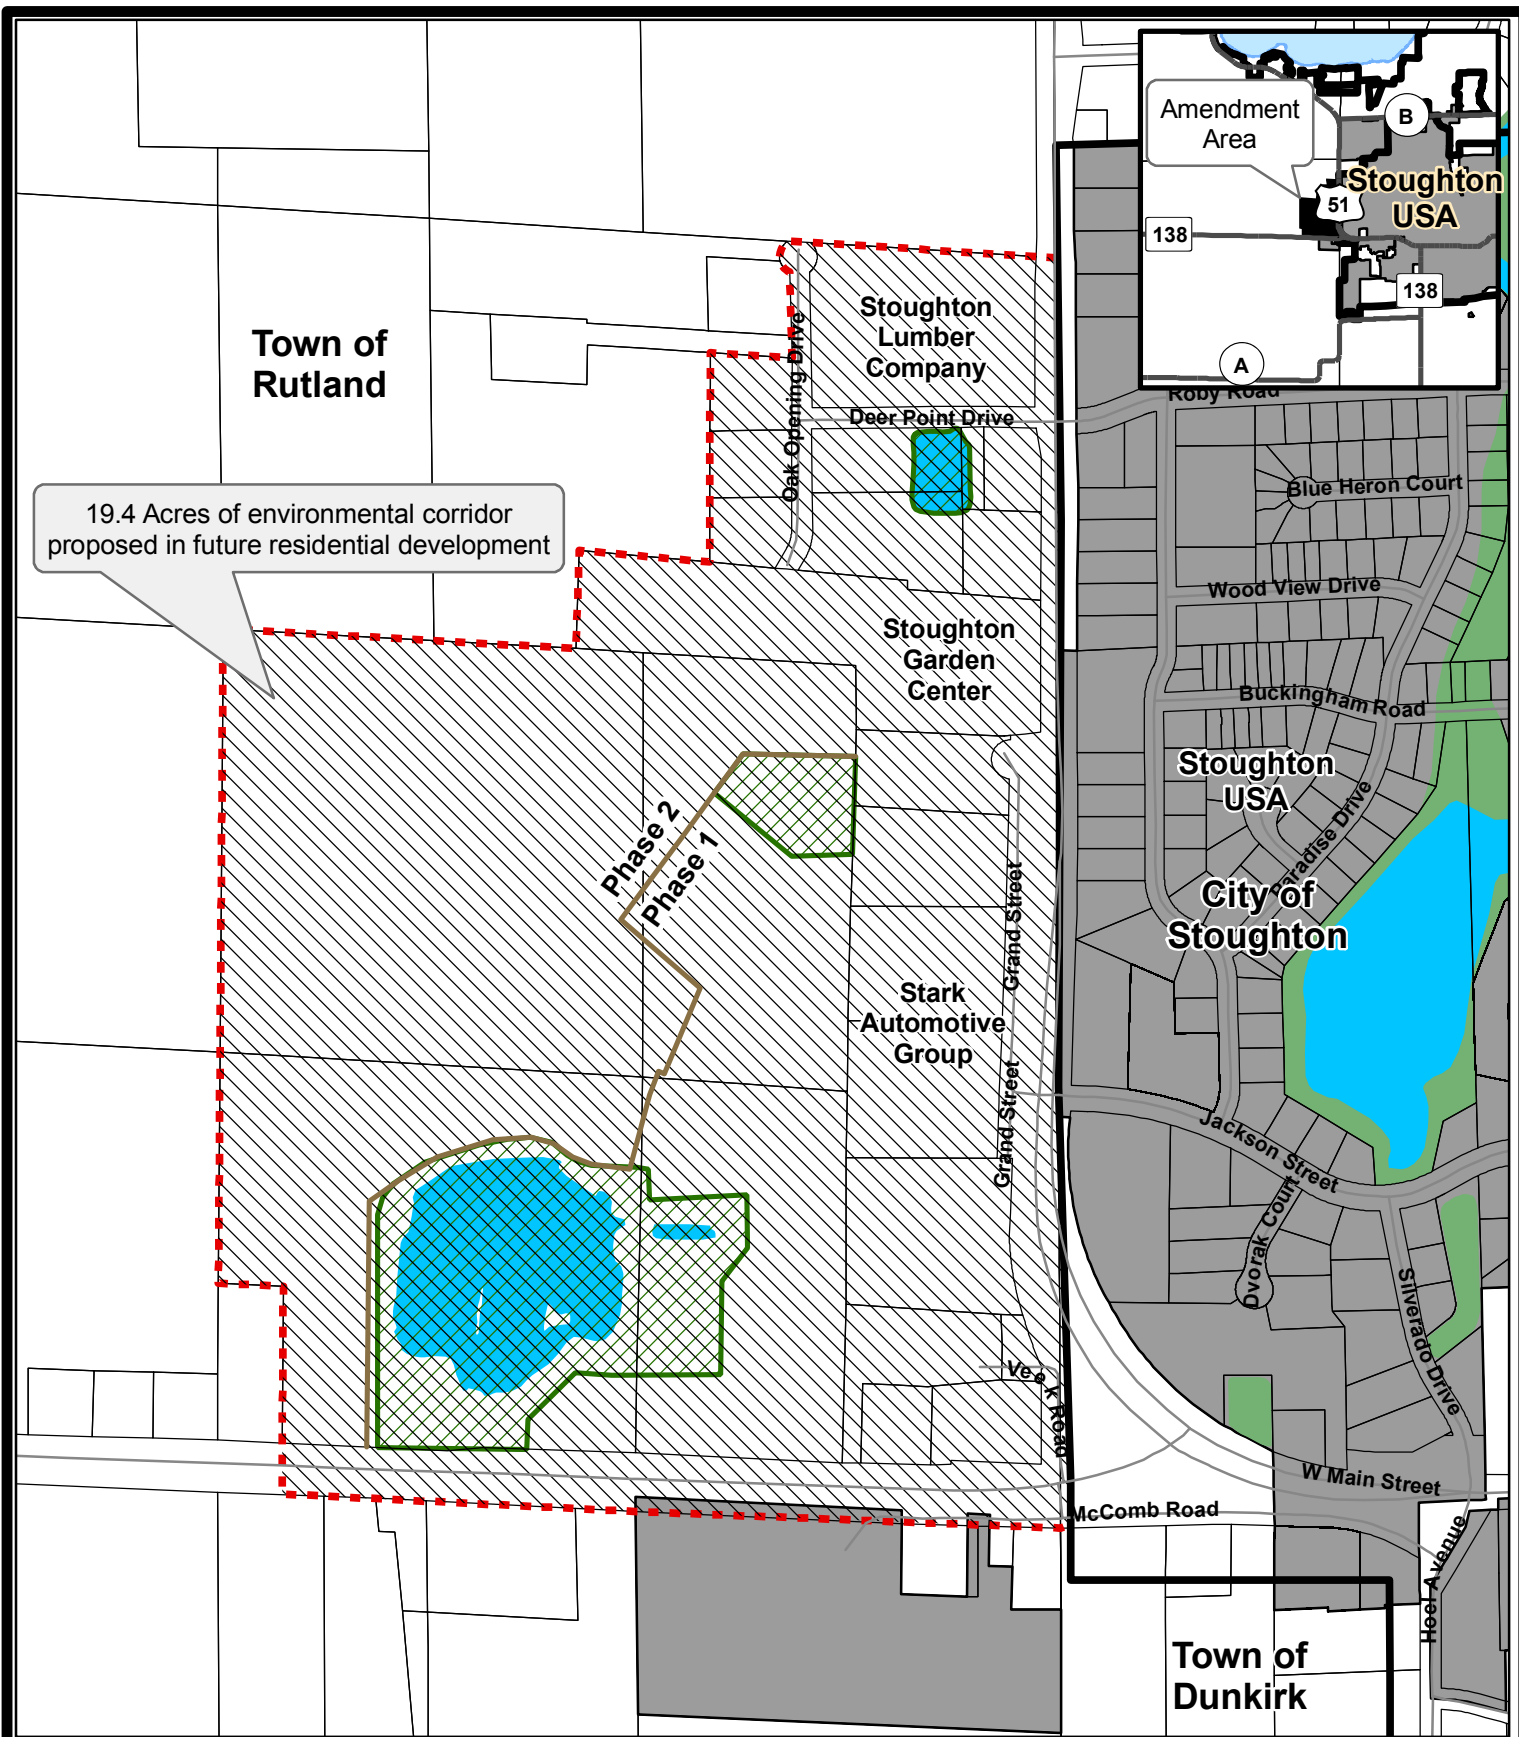 Amendment
Area
B
Stoughton
USA
51
138
138
A
Town of
Rutland
Stoughton
Lumber
Company
Oak Opening Drive
Deer Point Drive
Roby Road
Blue Heron Court
19.4 Acres of environmental corridor
proposed in future residential development
Wood View Drive
Stoughton
Garden
Center
Buckingham Road
Stoughton
USA
Paradise Drive
Phase 2
Phase 1
City of
Stoughton
Grand Street
Stark
Automotive
Group
Grand Street
Jackson Street
Dvorak Court
Silverado Drive
Veek Road
W Main Street
McComb Road
Hoel Avenue
Town of
Dunkirk